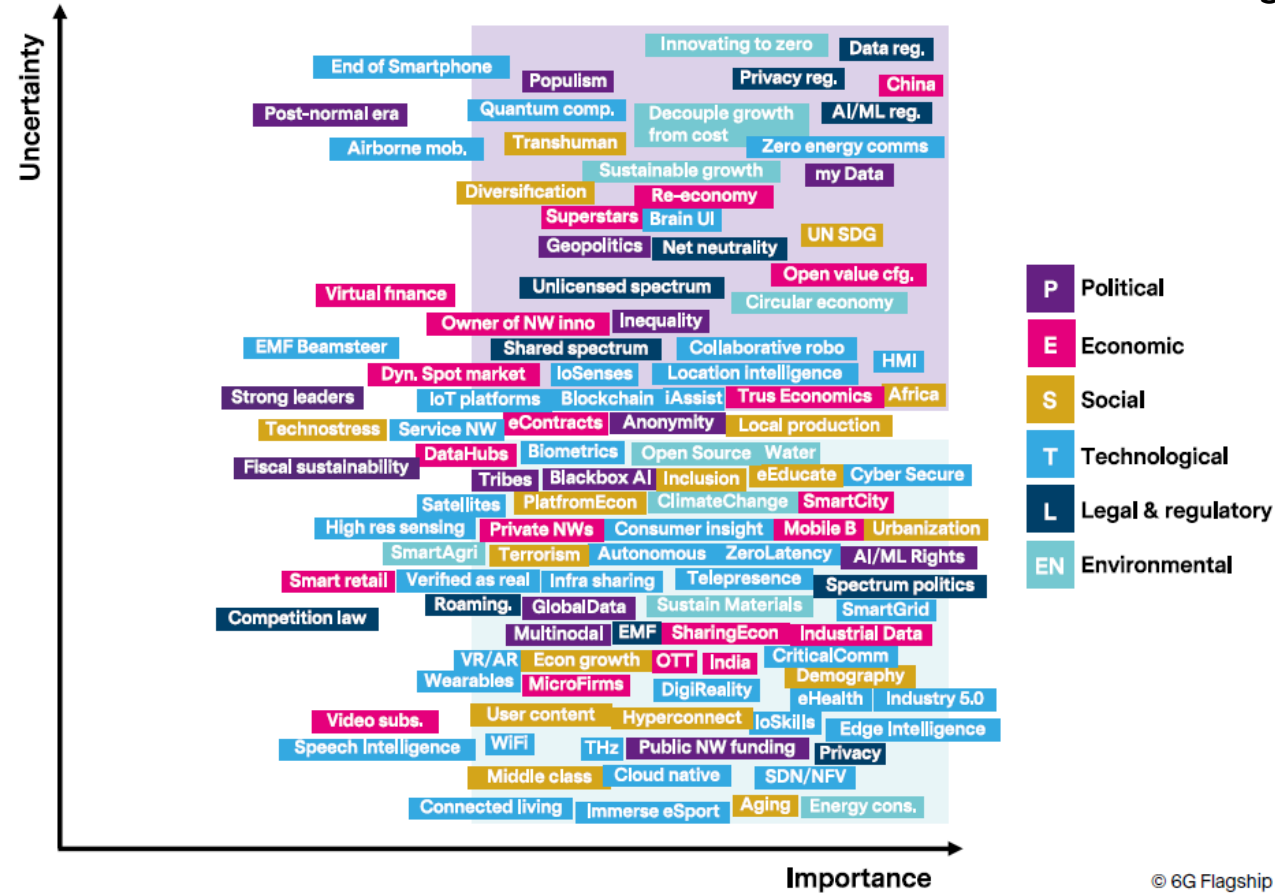 Uncertainty
Innovating to zero
Data reg.
End of Smartphone
Populism
Privacy reg.
China
Post-normal era
Quantum comp.
Decouple growth
from cost
AI/ML reg.
Airborne mob.
Transhuman
Zero energy comms
Sustainable growth
my Data
Diversification
Re-economy
Superstars
Brain UI
UN SDG
Geopolitics
Net neutrality
Open value cfg.
Virtual finance
Unlicensed spectrum
Circular economy
Owner of NW inno
Inequality
EMF Beamsteer
Shared spectrum
Collaborative robo
HMI
Dyn. Spot market
IoSenses
Location intelligence
Strong leaders
IoT platforms
Blockchain
iAssist
Trus Economics
Africa
Technostress
Service NW
eContracts
Anonymity
Local production
Fiscal sustainability
DataHubs
Biometrics
Open Source
Water
Tribes
Blackbox AI
Inclusion
eEducate
Cyber Secure
Satellites
PlatfromEcon
ClimateChange
SmartCity
High res sensing
Private NWs
Consumer insight
Mobile B
Urbanization
SmartAgri
Terrorism
Autonomous
ZeroLatency
AI/ML Rights
Smart retail
Verified as real
Infra sharing
Telepresence
Spectrum politics
Competition law
Roaming.
GlobalData
Sustain Materials
SmartGrid
Multinodal
EMF
SharingEcon
Industrial Data
VR/AR
Econ growth
OTT
India
CriticalComm
Wearables
MicroFirms
DigiReality
Demography
eHealth
Industry 5.0
Video subs.
User content
Hyperconnect
IoSkills
Edge Intelligence
Speech Intelligence
WiFi
THz
Public NW funding
Privacy
Middle class
Cloud native
SDN/NFV
Connected living
Immerse eSport
Aging
Energy cons.
Importance
P Political
E Economic
S Social
T Technological
L Legal & regulatory
EN Environmental
© 6G Flagship